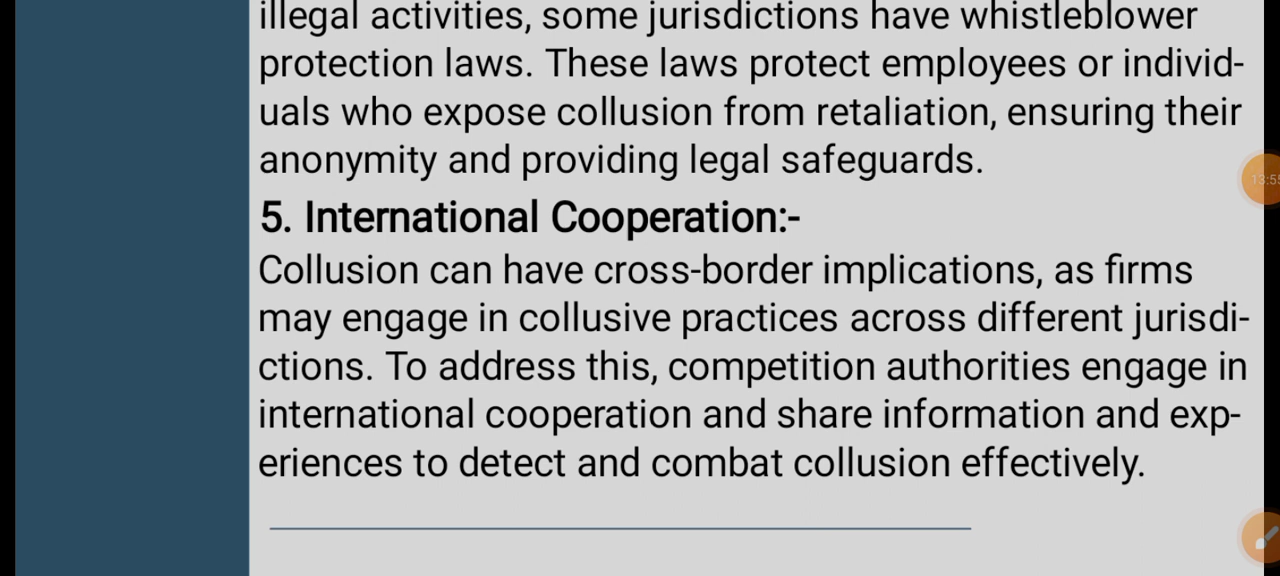 illegal activities, some jurisdictions have whistleblower
protection laws. These laws protect employees or individ-
uals who expose collusion from retaliation, ensuring their
anonymity and providing legal safeguards.
5. International Cooperation:-
Collusion can have cross-border implications, as firms
may engage in collusive practices across different jurisdi-
ctions. To address this, competition authorities engage in
international cooperation and share information and exp-
eriences to detect and combat collusion effectively.